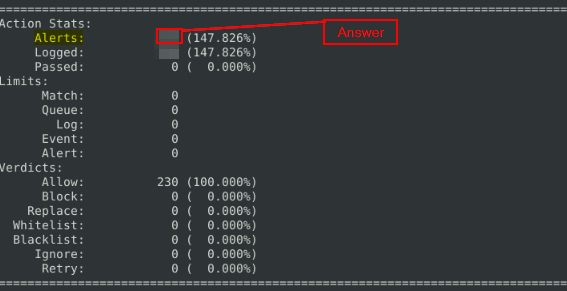 Action Stats:
Alerts: (147.826%)
Answer
Logged: (147.826%)
Passed: 0 ( 0.000%)
Limits:
Match: 0
Queue: 0
Log: 0
Event: 0
Alert: 0
Verdicts:
Allow: 230 (100.000%)
Block: 0 ( 0.000%)
Replace: 0 ( 0.000%)
Whitelist: 0 ( 0.000%)
Blacklist: 0 ( 0.000%)
Ignore: 0 ( 0.000%)
Retry: 0 ( 0.000%)